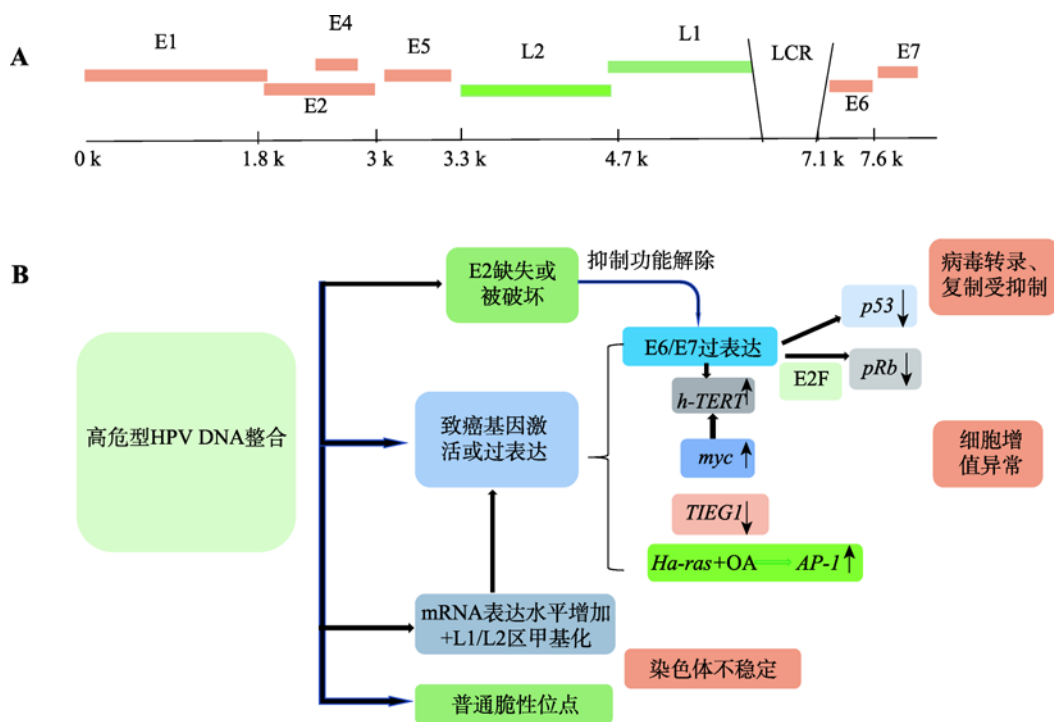 A
E1
E4
E2
E5
L2
L1
LCR
E6
E7
0 k
1.8 k
3 k
3.3 k
4.7 k
7.1 k
7.6 k
B
高危型HPV DNA整合
E2缺失或
被破坏
抑制功能解除
E6/E7过表达
p53
病毒转录、
复制受抑制
E2F
pRb
h-TERT
致癌基因激
活或过表达
myc
细胞增
值异常
TIEG1
Ha-ras+OA
AP-1
mRNA表达水平增加
+L1/L2区甲基化
染色体不稳定
普通脆性位点